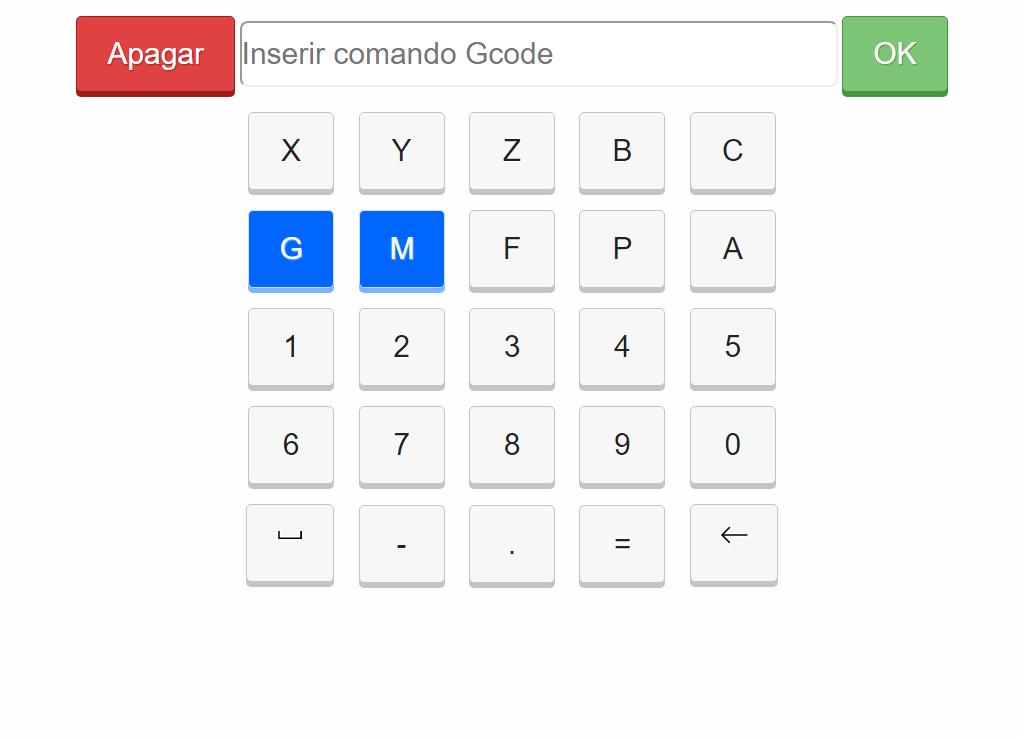 Apagar Inserir comando Gcode OK
X Y Z B C
G M F P A
1 2 3 4 5
6 7 8 9 0
␣ - . = ←